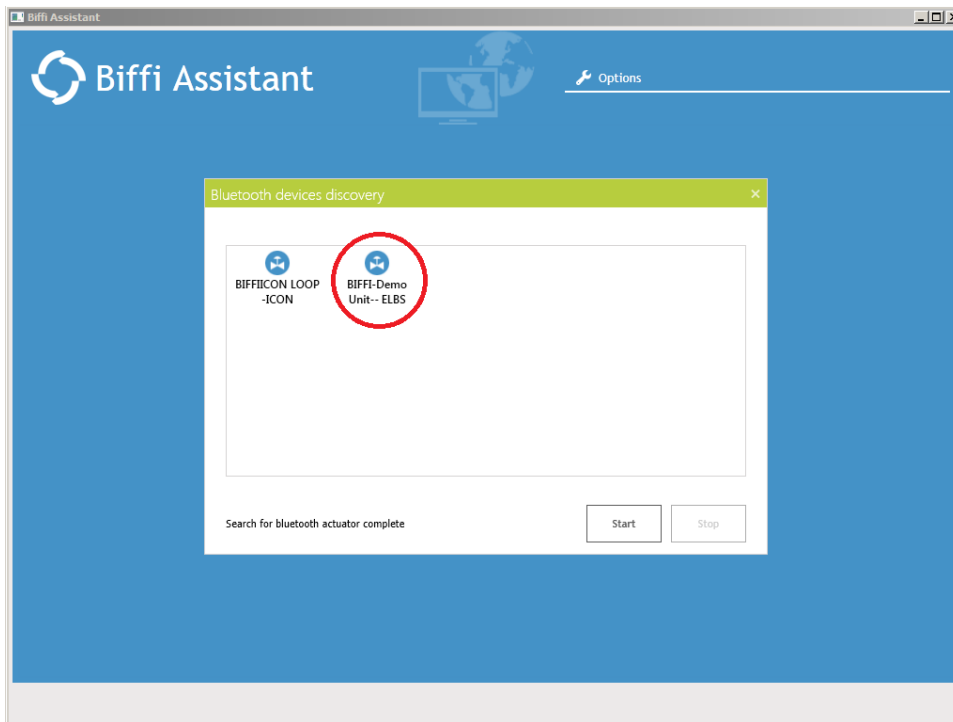 Biffi Assistant
Biffi Assistant
Options
Bluetooth devices discovery
BIFFIICON LOOP
-ICON
BIFFI-Demo
Unit-- ELBS
Search for bluetooth actuator complete
Start
Stop